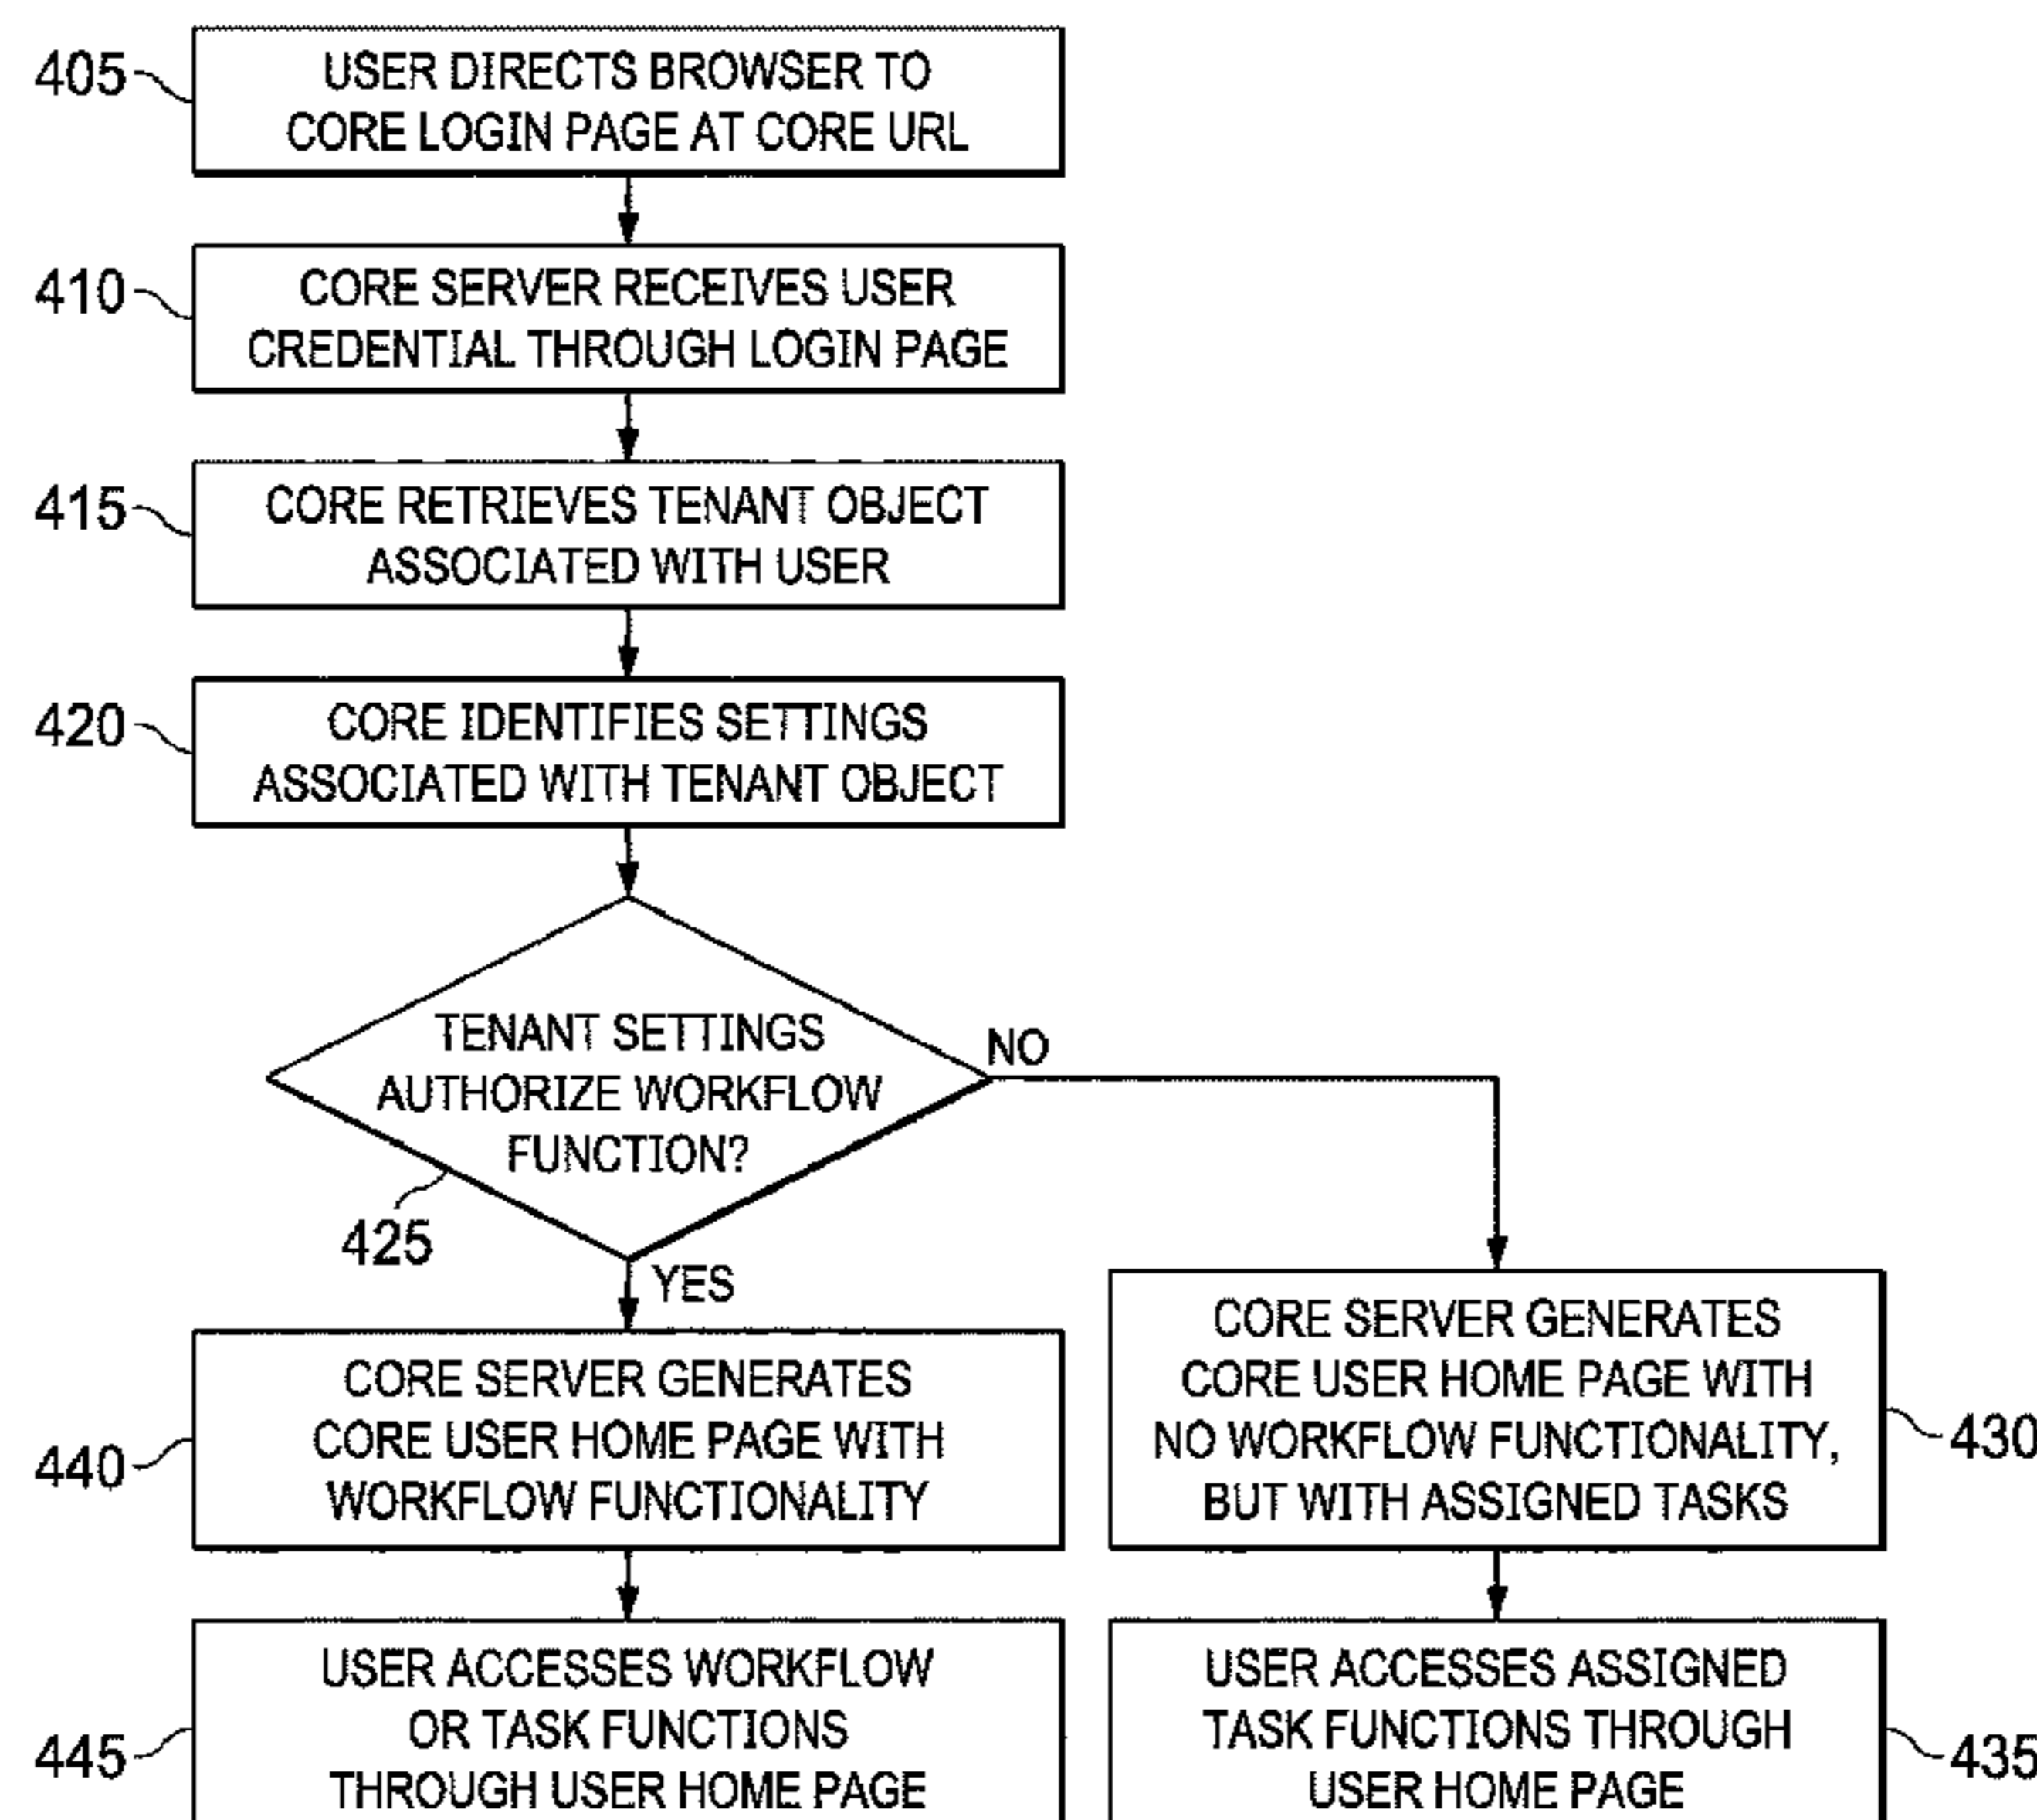 405
USER DIRECTS BROWSER TO
CORE LOGIN PAGE AT CORE URL
410
CORE SERVER RECEIVES USER
CREDENTIAL THROUGH LOGIN PAGE
415
CORE RETRIEVES TENANT OBJECT
ASSOCIATED WITH USER
420
CORE IDENTIFIES SETTINGS
ASSOCIATED WITH TENANT OBJECT
TENANT SETTINGS
AUTHORIZE WORKFLOW
FUNCTION?
425
NO
YES
440
CORE SERVER GENERATES
CORE USER HOME PAGE WITH
WORKFLOW FUNCTIONALITY
CORE SERVER GENERATES
CORE USER HOME PAGE WITH
NO WORKFLOW FUNCTIONALITY,
BUT WITH ASSIGNED TASKS
430
445
USER ACCESSES WORKFLOW
OR TASK FUNCTIONS
THROUGH USER HOME PAGE
USER ACCESSES ASSIGNED
TASK FUNCTIONS THROUGH
USER HOME PAGE
435